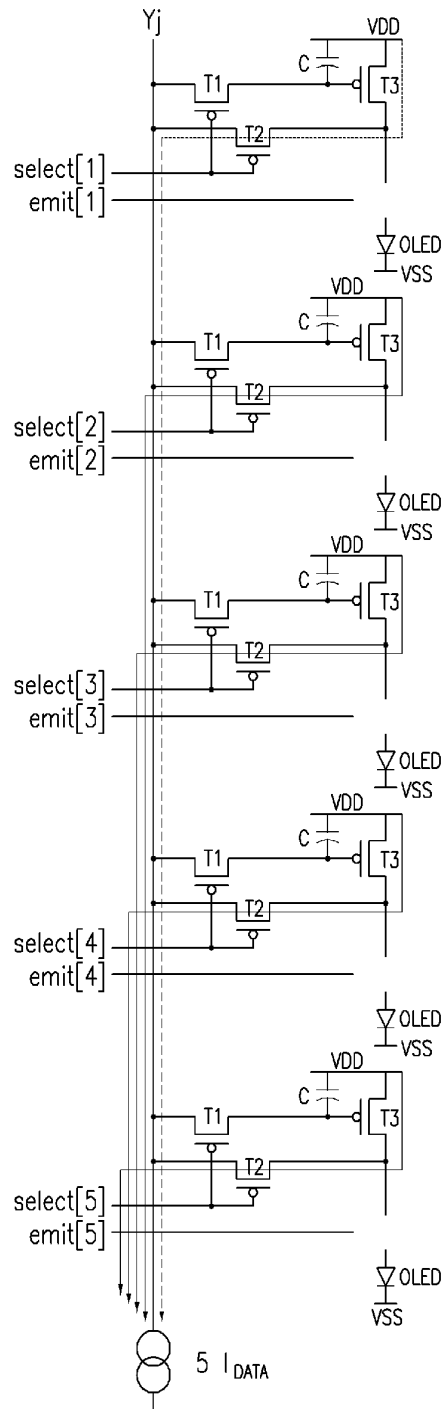 Yj
VDD
C
T1
T3
T2
select[1]
emit[1]
OLED
VSS
VDD
C
T1
T3
T2
select[2]
emit[2]
OLED
VSS
VDD
C
T1
T3
T2
select[3]
emit[3]
OLED
VSS
VDD
C
T1
T3
T2
select[4]
emit[4]
OLED
VSS
VDD
C
T1
T3
T2
select[5]
emit[5]
OLED
VSS
5 IDATA